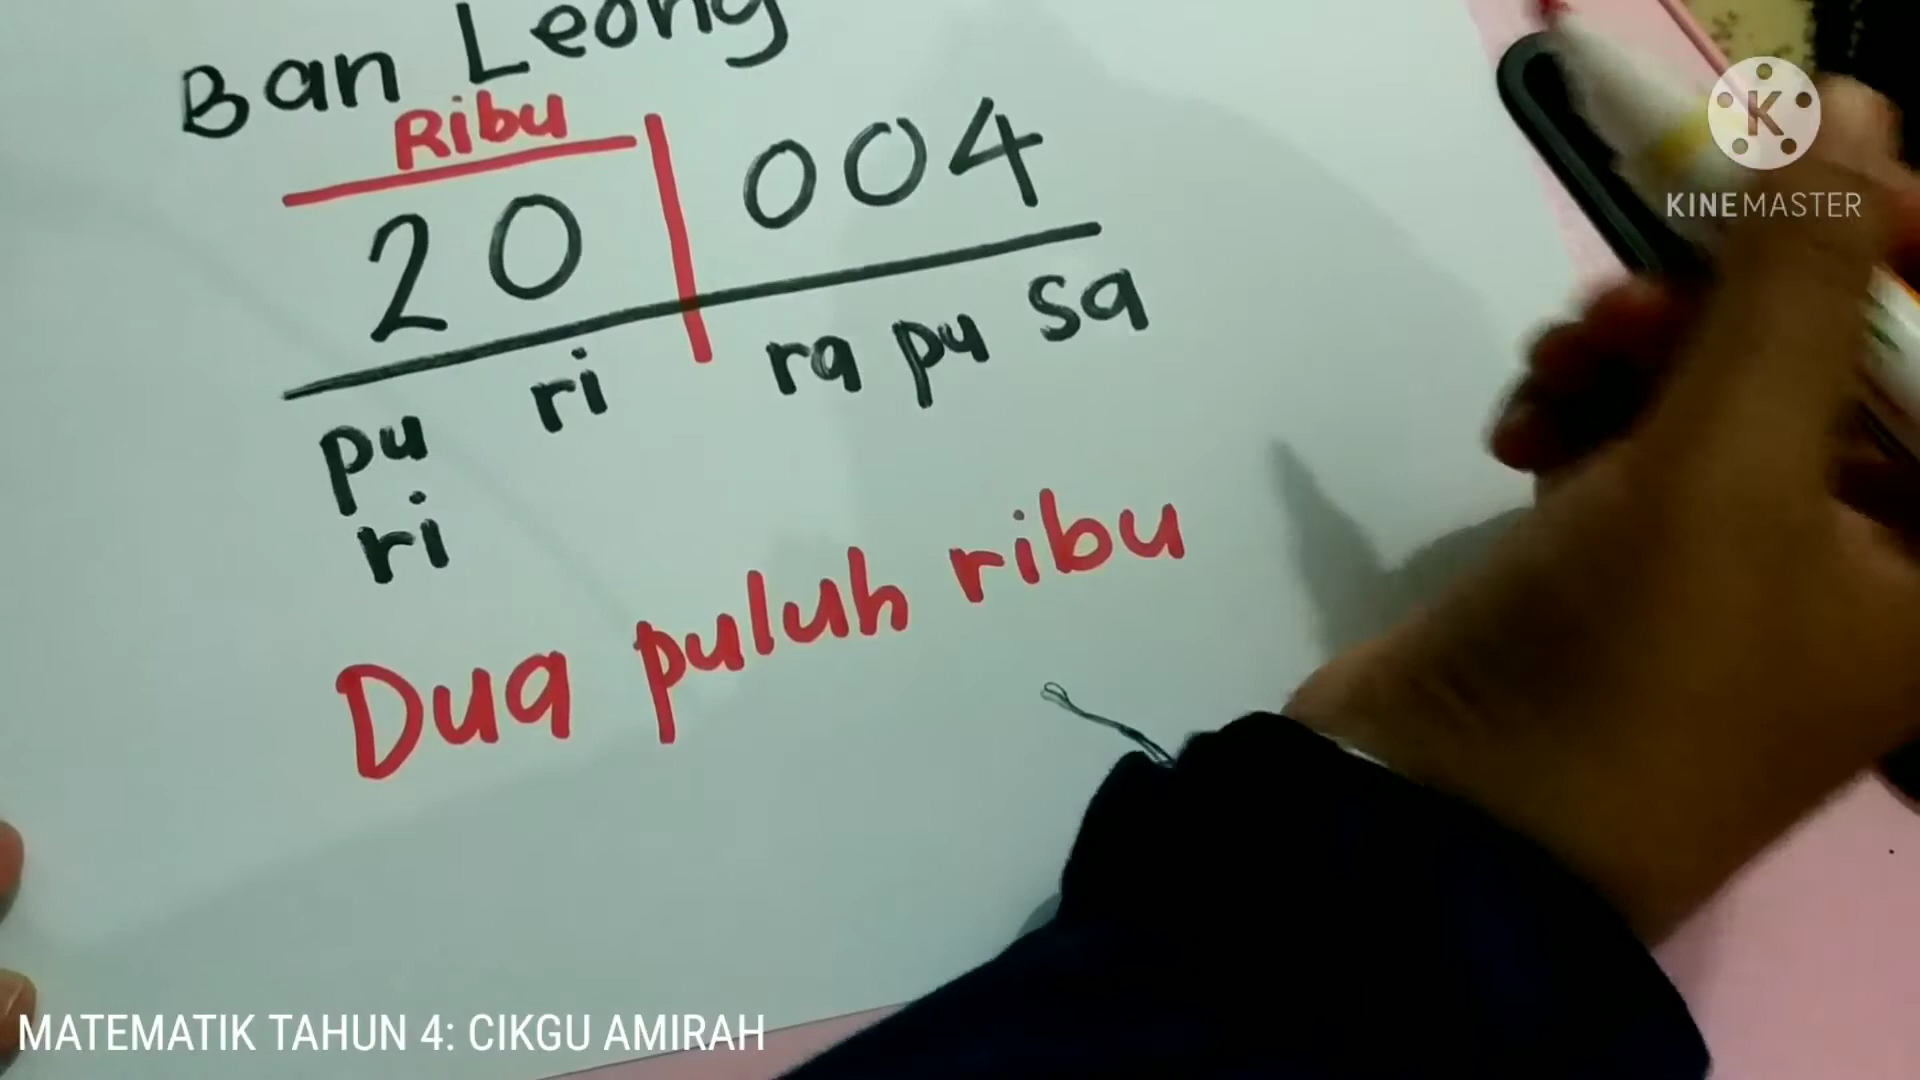 Ban Leong
Ribu
20 004
pu ri ri ra pu sa
Dua puluh ribu
K
KINEMASTER
MATEMATIK TAHUN 4: CIKGU AMIRAH